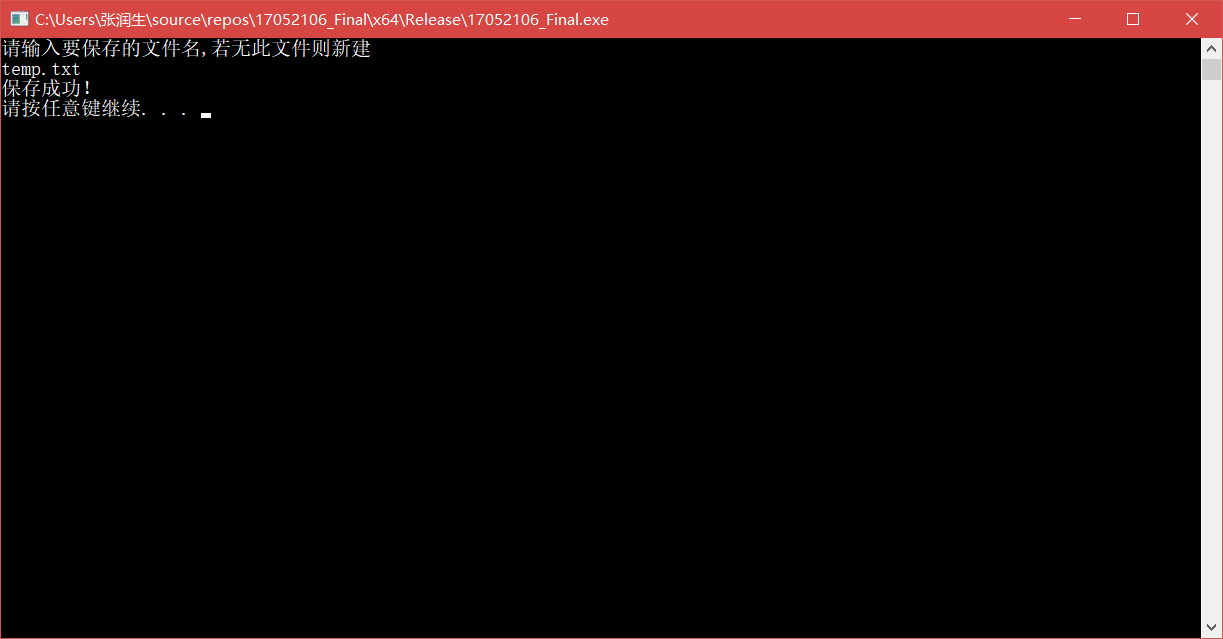 C:\Users\张润生\source\repos\17052106_Final\x64\Release\17052106_Final.exe
请输入要保存的文件名,若无此文件则新建
temp.txt
保存成功!
请按任意键继续. . .